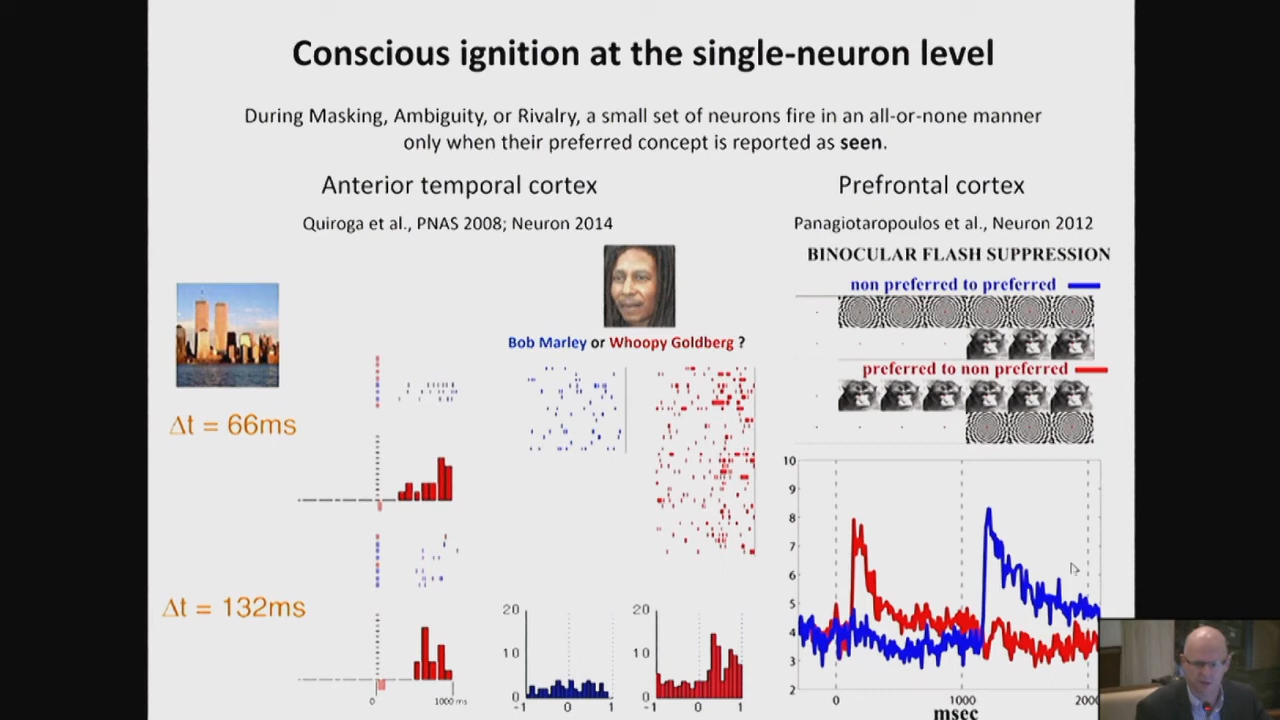 Conscious ignition at the single-neuron level
During Masking, Ambiguity, or Rivalry, a small set of neurons fire in an all-or-none manner
only when their preferred concept is reported as seen.
Anterior temporal cortex
Quiroga et al., PNAS 2008; Neuron 2014
Bob Marley or Whoopy Goldberg ?
Δt = 66ms
Δt = 132ms
0 1000 ms
20
10
0
-1 0 1
20
10
0
-1 0 1
Prefrontal cortex
Panagiotaropoulos et al., Neuron 2012
BINOCULAR FLASH SUPPRESSION
non preferred to preferred
preferred to non preferred
10
9
8
7
6
5
4
3
2
0 1000 2000
msec